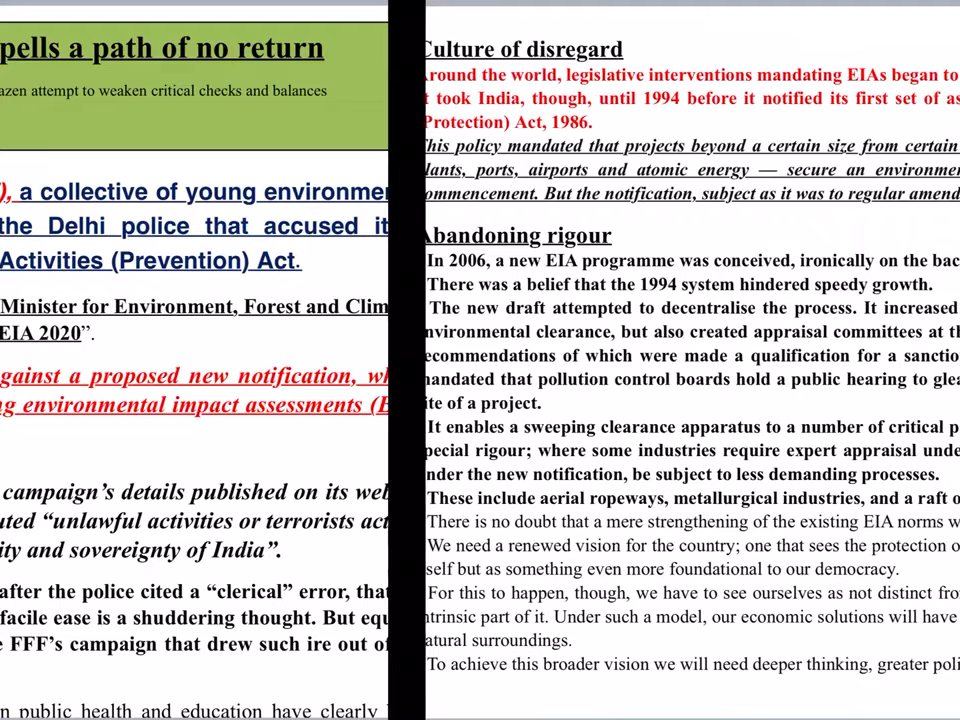 pells a path of no return
azen attempt to weaken critical checks and balances
), a collective of young environme
the Delhi police that accused it
Activities (Prevention) Act.
Minister for Environment, Forest and Clim
EIA 2020”.
gainst a proposed new notification, wh
ng environmental impact assessments (E
campaign’s details published on its web
uted “unlawful activities or terrorists act
ity and sovereignty of India”.
after the police cited a “clerical” error, that
facile ease is a shuddering thought. But equ
e FFF’s campaign that drew such ire out of
n public health and education have clearly
Culture of disregard
Around the world, legislative interventions mandating EIAs began to
t took India, though, until 1994 before it notified its first set of as
Protection) Act, 1986.
This policy mandated that projects beyond a certain size from certain
lants, ports, airports and atomic energy — secure an environmen
ommencement. But the notification, subject as it was to regular amend
Abandoning rigour
In 2006, a new EIA programme was conceived, ironically on the bac
There was a belief that the 1994 system hindered speedy growth.
The new draft attempted to decentralise the process. It increased
nvironmental clearance, but also created appraisal committees at th
ecommendations of which were made a qualification for a sanctio
mandated that pollution control boards hold a public hearing to glea
ite of a project.
It enables a sweeping clearance apparatus to a number of critical p
pecial rigour; where some industries require expert appraisal unde
nder the new notification, be subject to less demanding processes.
These include aerial ropeways, metallurgical industries, and a raft o
There is no doubt that a mere strengthening of the existing EIA norms w
We need a renewed vision for the country; one that sees the protection o
self but as something even more foundational to our democracy.
For this to happen, though, we have to see ourselves as not distinct fro
ntrinsic part of it. Under such a model, our economic solutions will have
atural surroundings.
To achieve this broader vision we will need deeper thinking, greater poli